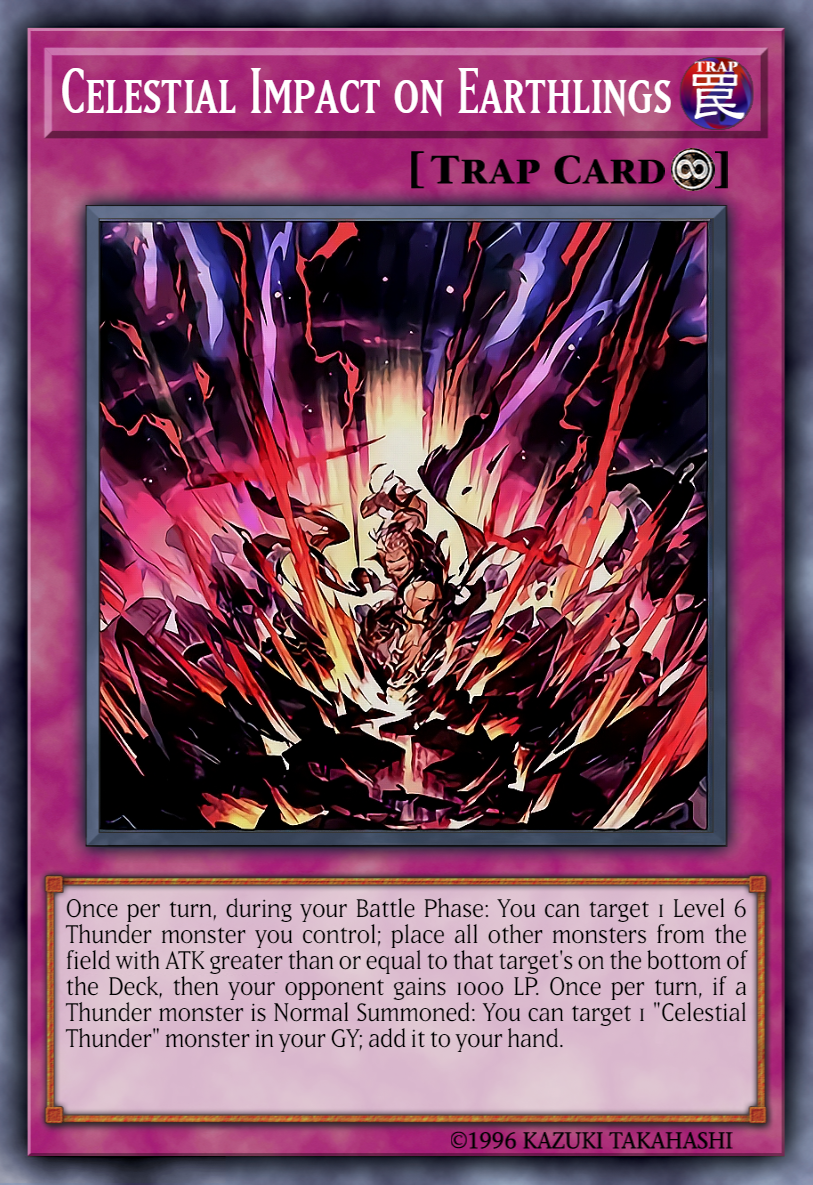 Celestial Impact on Earthlings
TRAP
罠
[Trap Card]
Once per turn, during your Battle Phase: You can target 1 Level 6
Thunder monster you control; place all other monsters from the
field with ATK greater than or equal to that target's on the bottom of
the Deck, then your opponent gains 1000 LP. Once per turn, if a
Thunder monster is Normal Summoned: You can target 1 "Celestial
Thunder" monster in your GY; add it to your hand.
©1996 KAZUKI TAKAHASHI